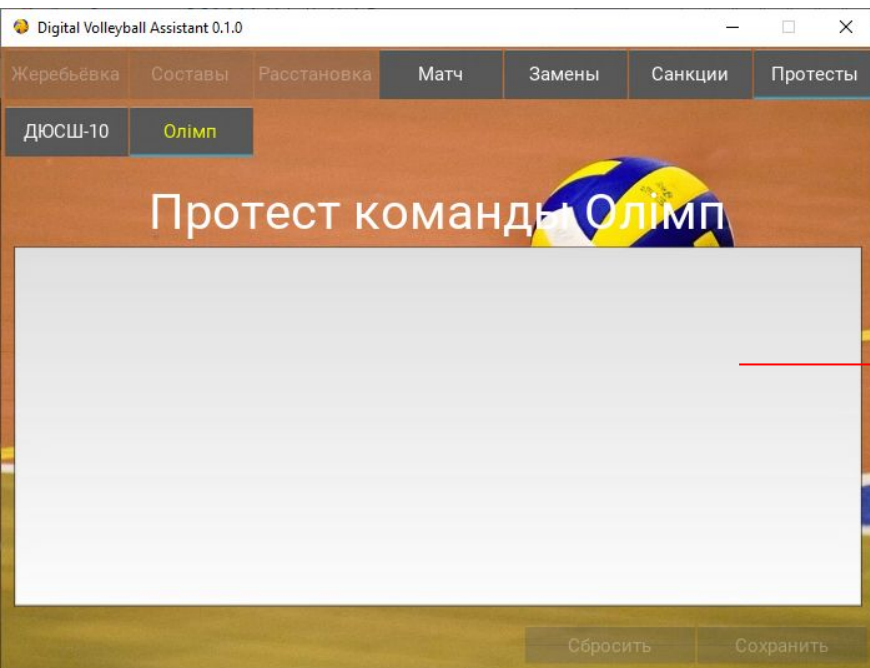 Digital Volleyball Assistant 0.1.0
Жеребьёвка Составы Расстановка Матч Замены Санкции Протесты
ДЮСШ-10 Олімп
Протест команды Олімп
Сбросить Сохранить